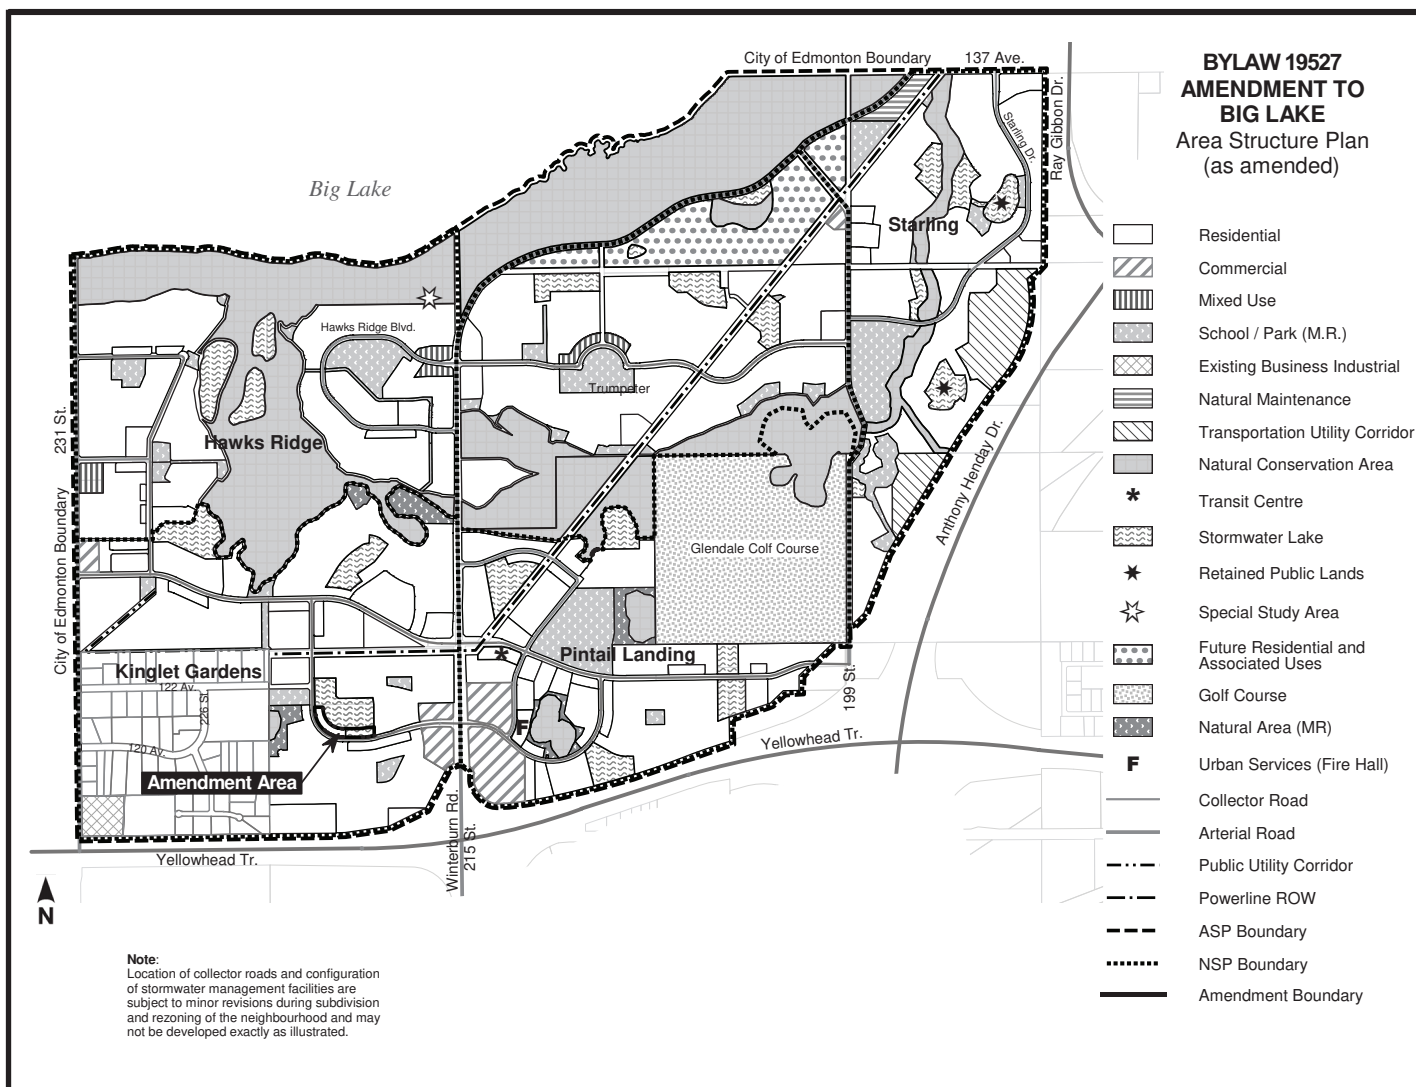 City of Edmonton Boundary
137 Ave.
BYLAW 19527
AMENDMENT TO
BIG LAKE
Area Structure Plan
(as amended)
Ray Gibbon Dr.
Starling Dr.
Big Lake
Starling
Hawks Ridge Blvd.
Trumpeter
231 St.
Hawks Ridge
Anthony Henday Dr.
City of Edmonton Boundary
Glendale Golf Course
Kinglet Gardens
Pintail Landing
122 Av.
226 St.
120 Av.
199 St.
F
Yellowhead Tr.
Amendment Area
Winterburn Rd.
215 St.
Yellowhead Tr.
N
Residential
Commercial
Mixed Use
School / Park (M.R.)
Existing Business Industrial
Natural Maintenance
Transportation Utility Corridor
Natural Conservation Area
Transit Centre
Stormwater Lake
Retained Public Lands
Special Study Area
Future Residential and
Associated Uses
Golf Course
Natural Area (MR)
F Urban Services (Fire Hall)
Collector Road
Arterial Road
Public Utility Corridor
Powerline ROW
ASP Boundary
NSP Boundary
Amendment Boundary
Note:
Location of collector roads and configuration
of stormwater management facilities are
subject to minor revisions during subdivision
and rezoning of the neighbourhood and may
not be developed exactly as illustrated.